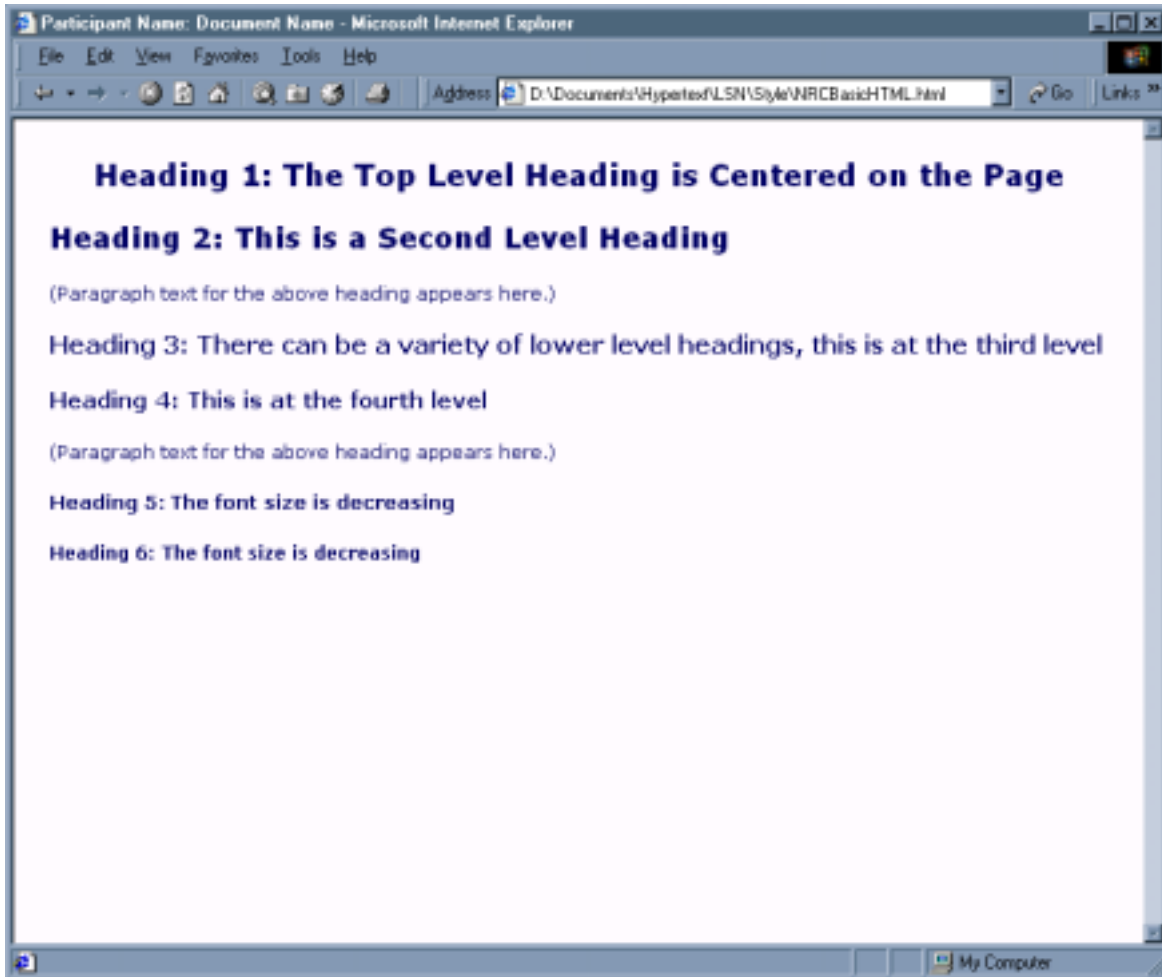 Participant Name: Document Name - Microsoft Internet Explorer
File Edit View Favorites Tools Help
Address D:\Documents\Hypertext\LSN\Style\NRCBasicHTML.html Go Links »
Heading 1: The Top Level Heading is Centered on the Page
Heading 2: This is a Second Level Heading
(Paragraph text for the above heading appears here.)
Heading 3: There can be a variety of lower level headings, this is at the third level
Heading 4: This is at the fourth level
(Paragraph text for the above heading appears here.)
Heading 5: The font size is decreasing
Heading 6: The font size is decreasing
My Computer